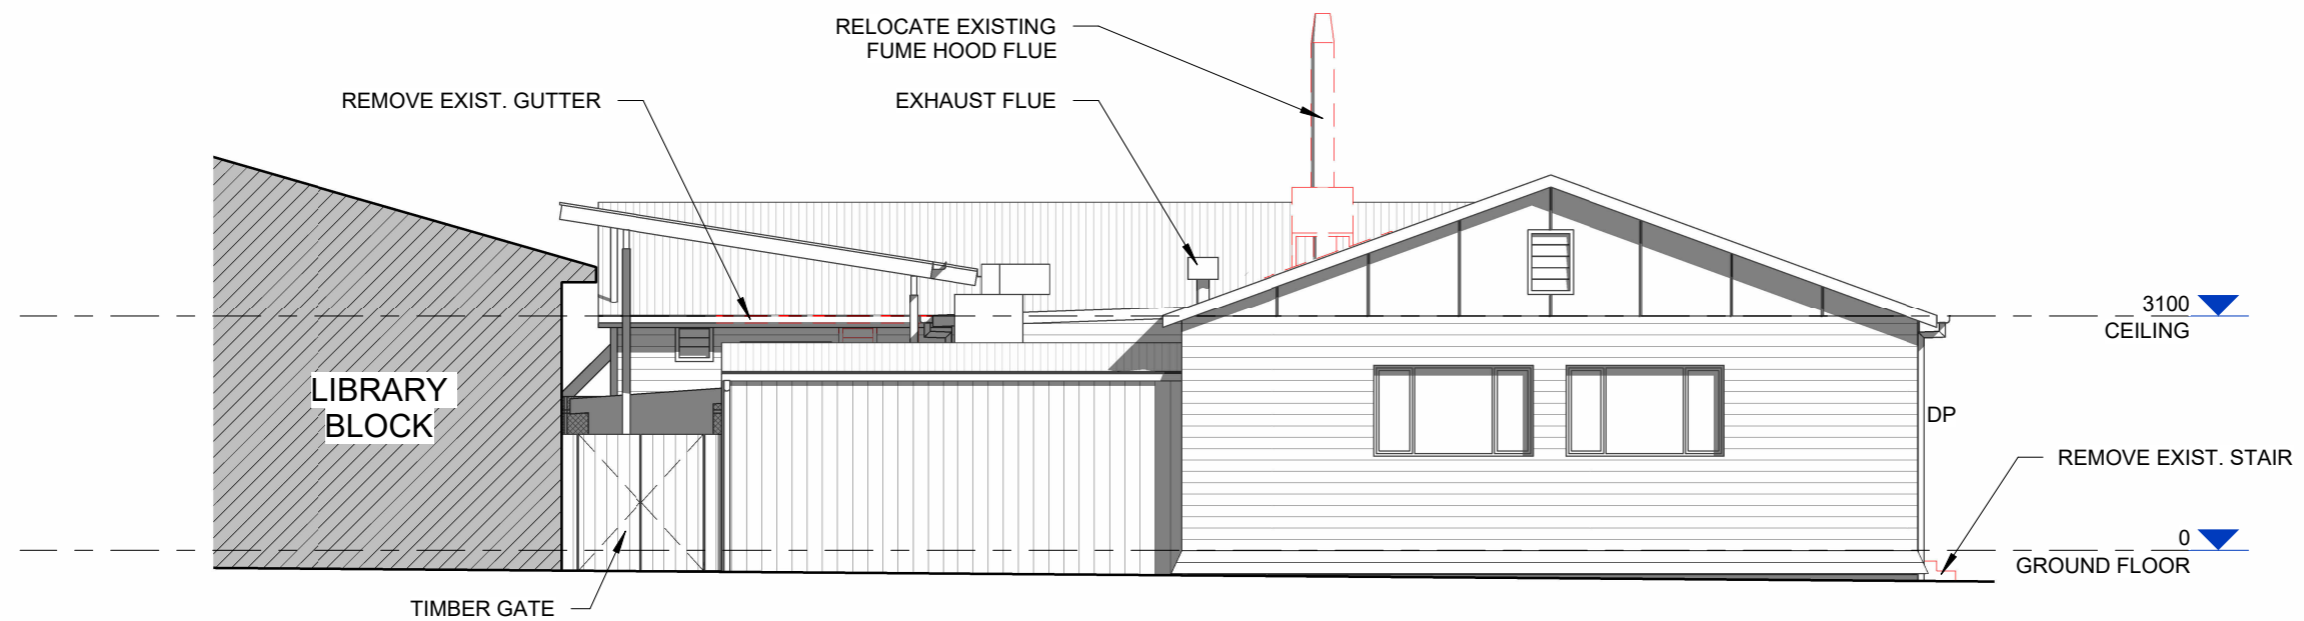 RELOCATE EXISTING
FUME HOOD FLUE
REMOVE EXIST. GUTTER
EXHAUST FLUE
3100
CEILING
LIBRARY
BLOCK
DP
REMOVE EXIST. STAIR
0
GROUND FLOOR
TIMBER GATE